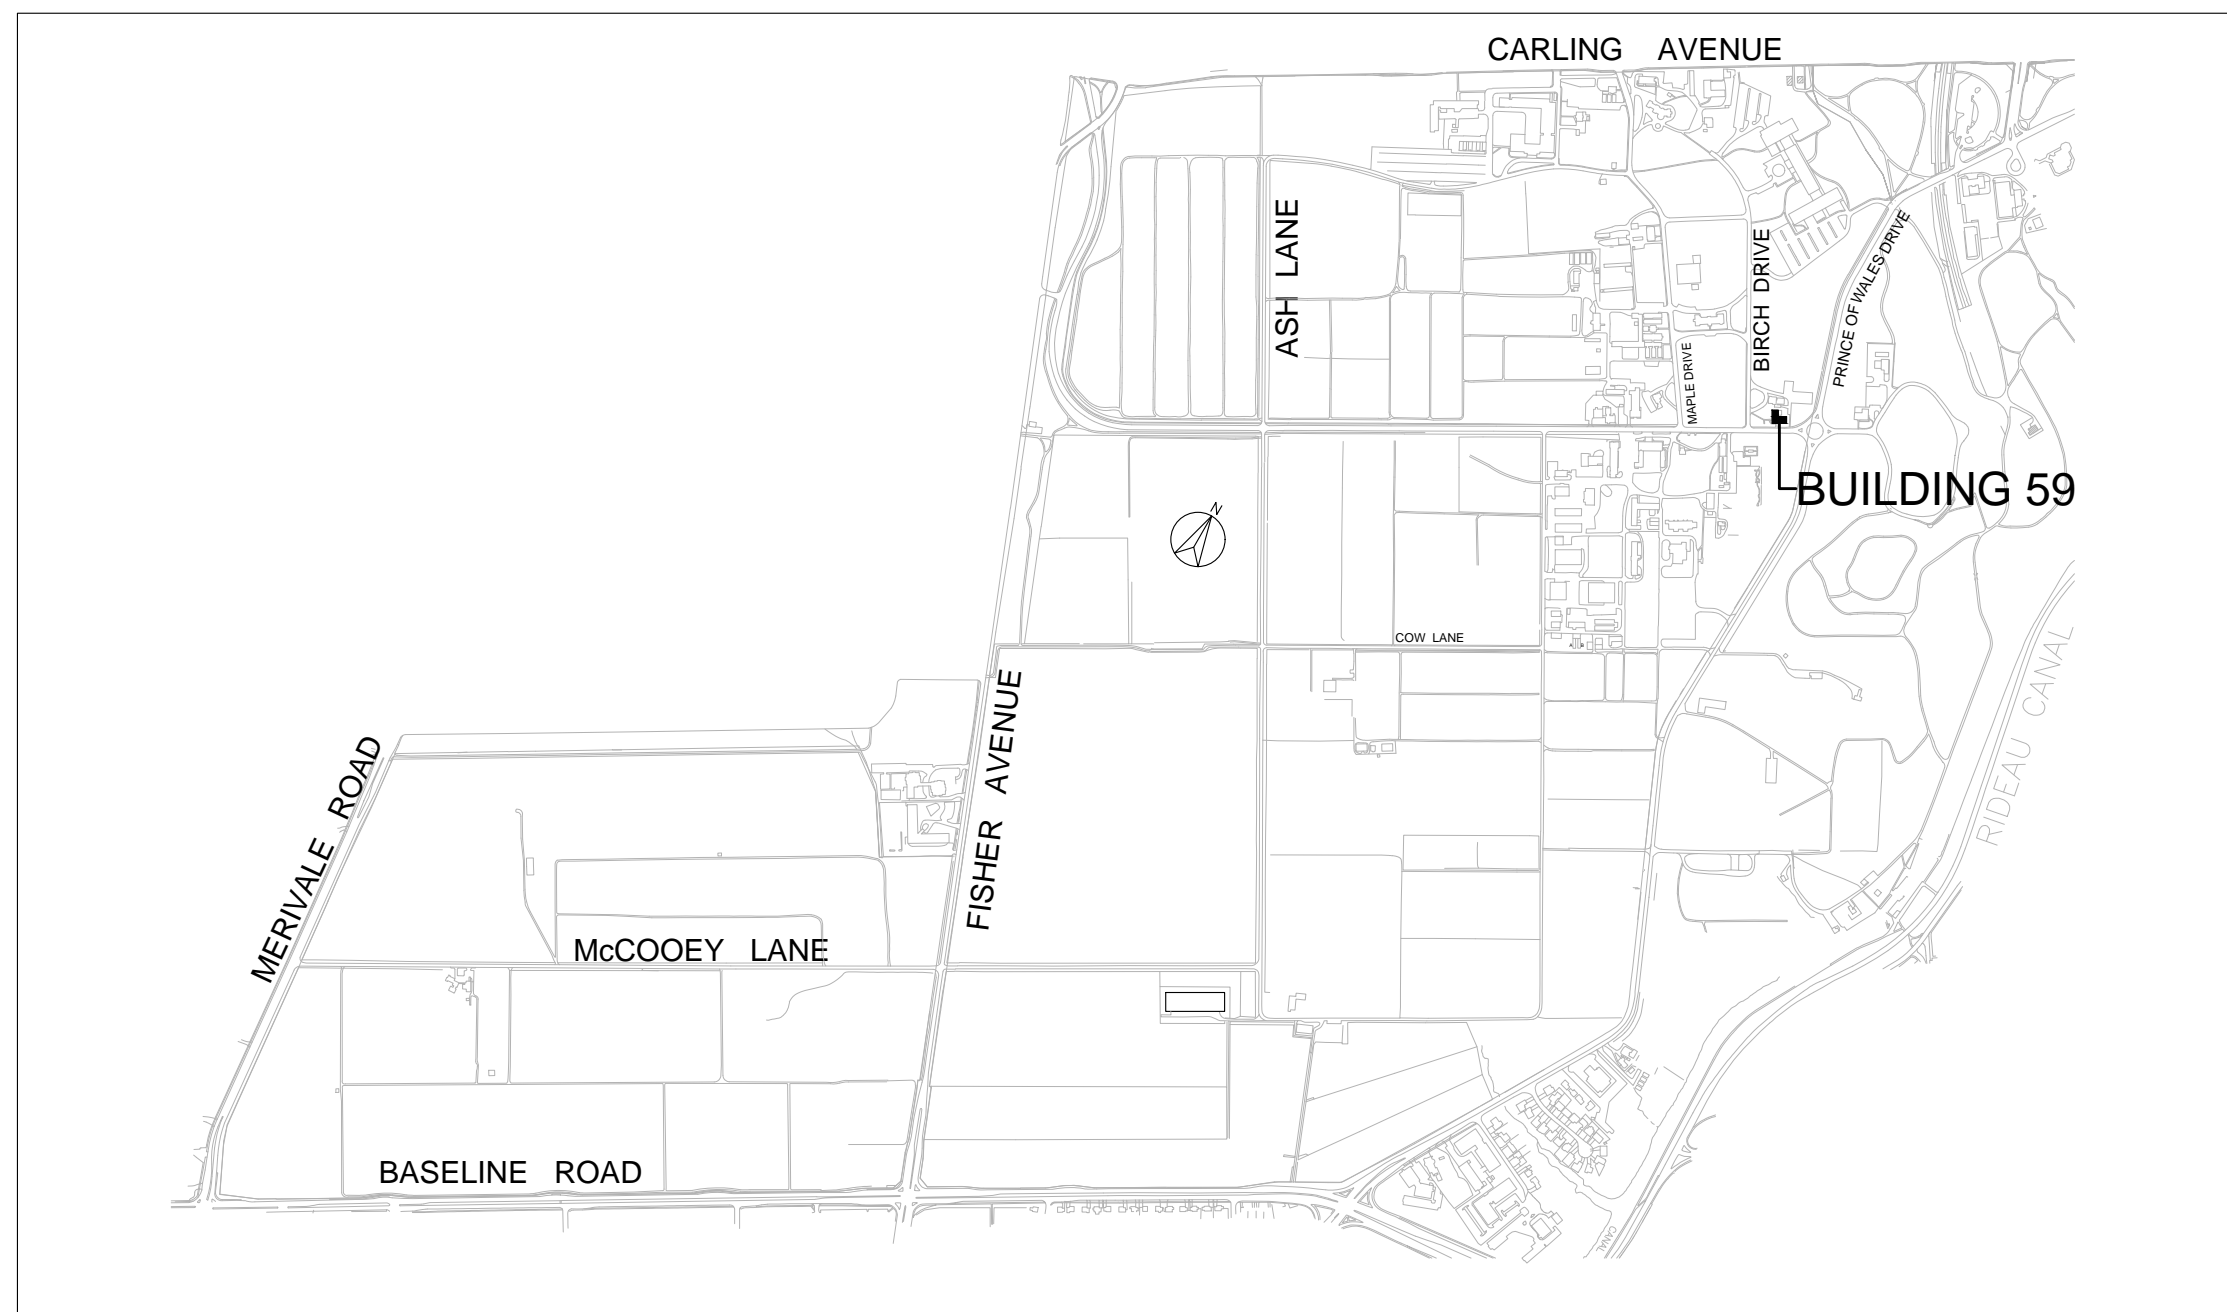 CARLING AVENUE
ASH LANE
BIRCH DRIVE
PRINCE OF WALES DRIVE
MAPLE DRIVE
BUILDING 59
N
COW LANE
RIDEAU CANAL
FISHER AVENUE
MERIVALE ROAD
McCOOEY LANE
BASELINE ROAD
CANAL